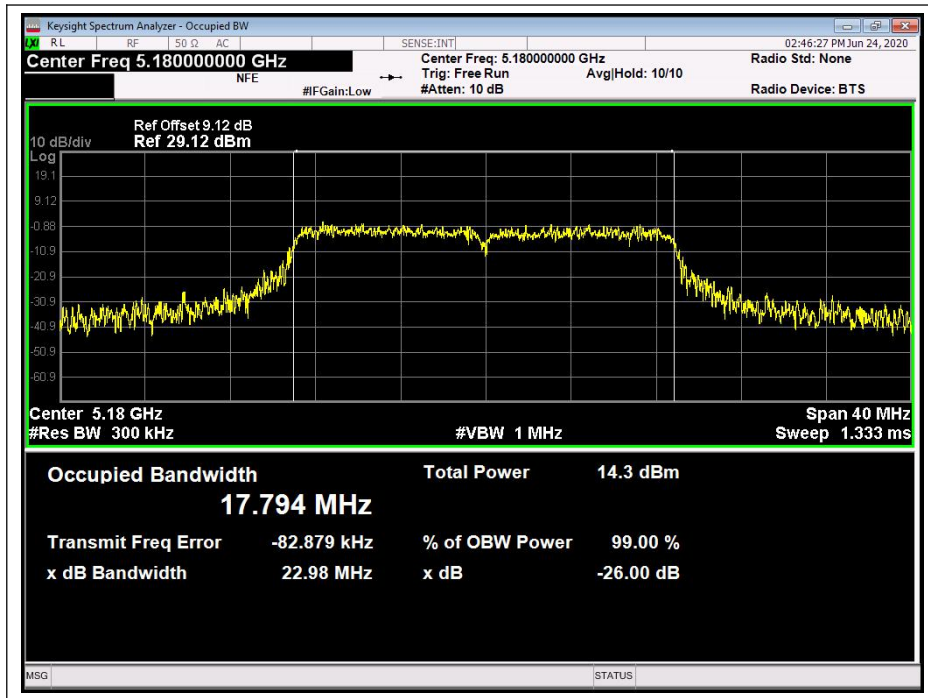 Keysight Spectrum Analyzer - Occupied BW
LXI RL RF 50 Ω AC SENSE:INT 02:46:27 PM Jun 24, 2020
Center Freq 5.180000000 GHz Center Freq: 5.180000000 GHz Radio Std: None
NFE Trig: Free Run Avg|Hold: 10/10
#IFGain:Low #Atten: 10 dB Radio Device: BTS
Ref Offset 9.12 dB
10 dB/div Ref 29.12 dBm
Log
19.1
9.12
-0.88
-10.9
-20.9
-30.9
-40.9
-50.9
-60.9
Center 5.18 GHz Span 40 MHz
#Res BW 300 kHz #VBW 1 MHz Sweep 1.333 ms
Occupied Bandwidth Total Power 14.3 dBm
17.794 MHz
Transmit Freq Error -82.879 kHz % of OBW Power 99.00 %
x dB Bandwidth 22.98 MHz x dB -26.00 dB
MSG STATUS